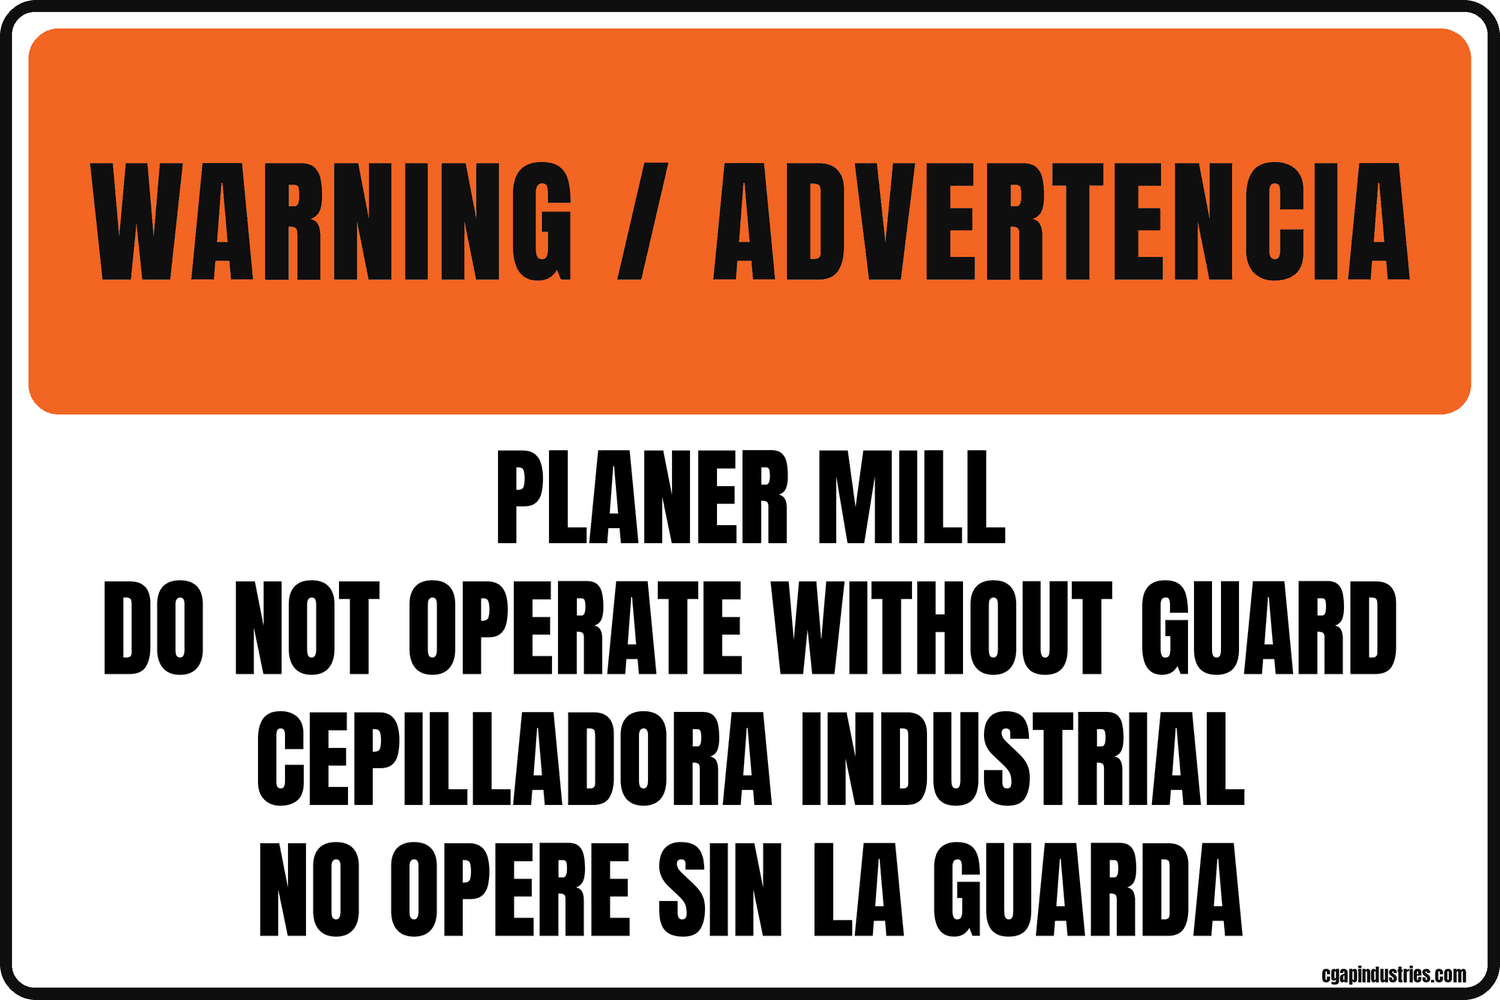 WARNING / ADVERTENCIA
PLANER MILL
DO NOT OPERATE WITHOUT GUARD
CEPILLADORA INDUSTRIAL
NO OPERE SIN LA GUARDA
cgapindustries.com